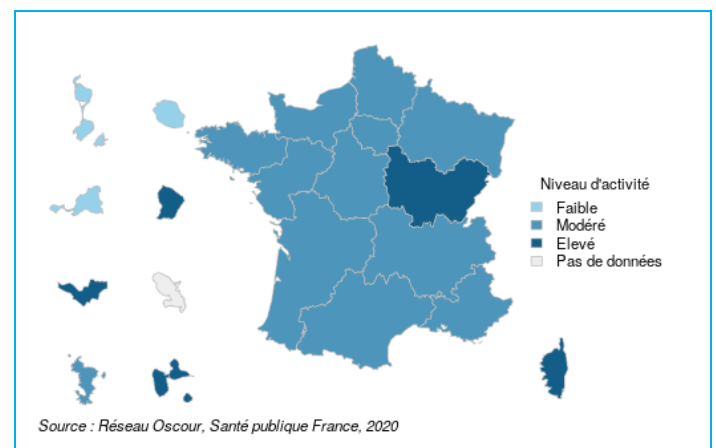 Niveau d'activité
Faible
Modéré
Elevé
Pas de données
Source : Réseau Oscour, Santé publique France, 2020